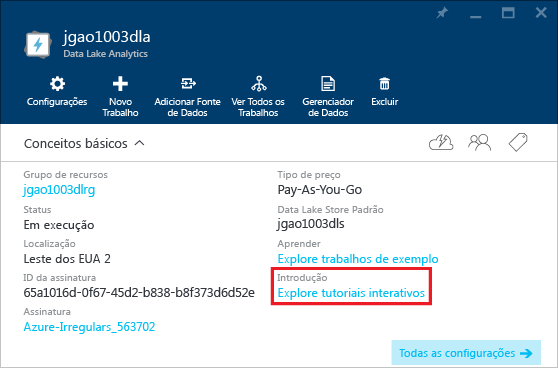 jgao1003dla
Data Lake Analytics
Configurações
Novo
Trabalho
Adicionar Fonte
de Dados
Ver Todos os
Trabalhos
Gerenciador
de Dados
Excluir
Conceitos básicos
Grupo de recursos
jgao1003dlrg
Status
Em execução
Localização
Leste dos EUA 2
ID da assinatura
65a1016d-0f67-45d2-b838-b8f373d6d52e
Assinatura
Azure-Irregulars_563702
Tipo de preço
Pay-As-You-Go
Data Lake Store Padrão
jgao1003dls
Aprender
Explore trabalhos de exemplo
Introdução
Explore tutoriais interativos
Todas as configurações